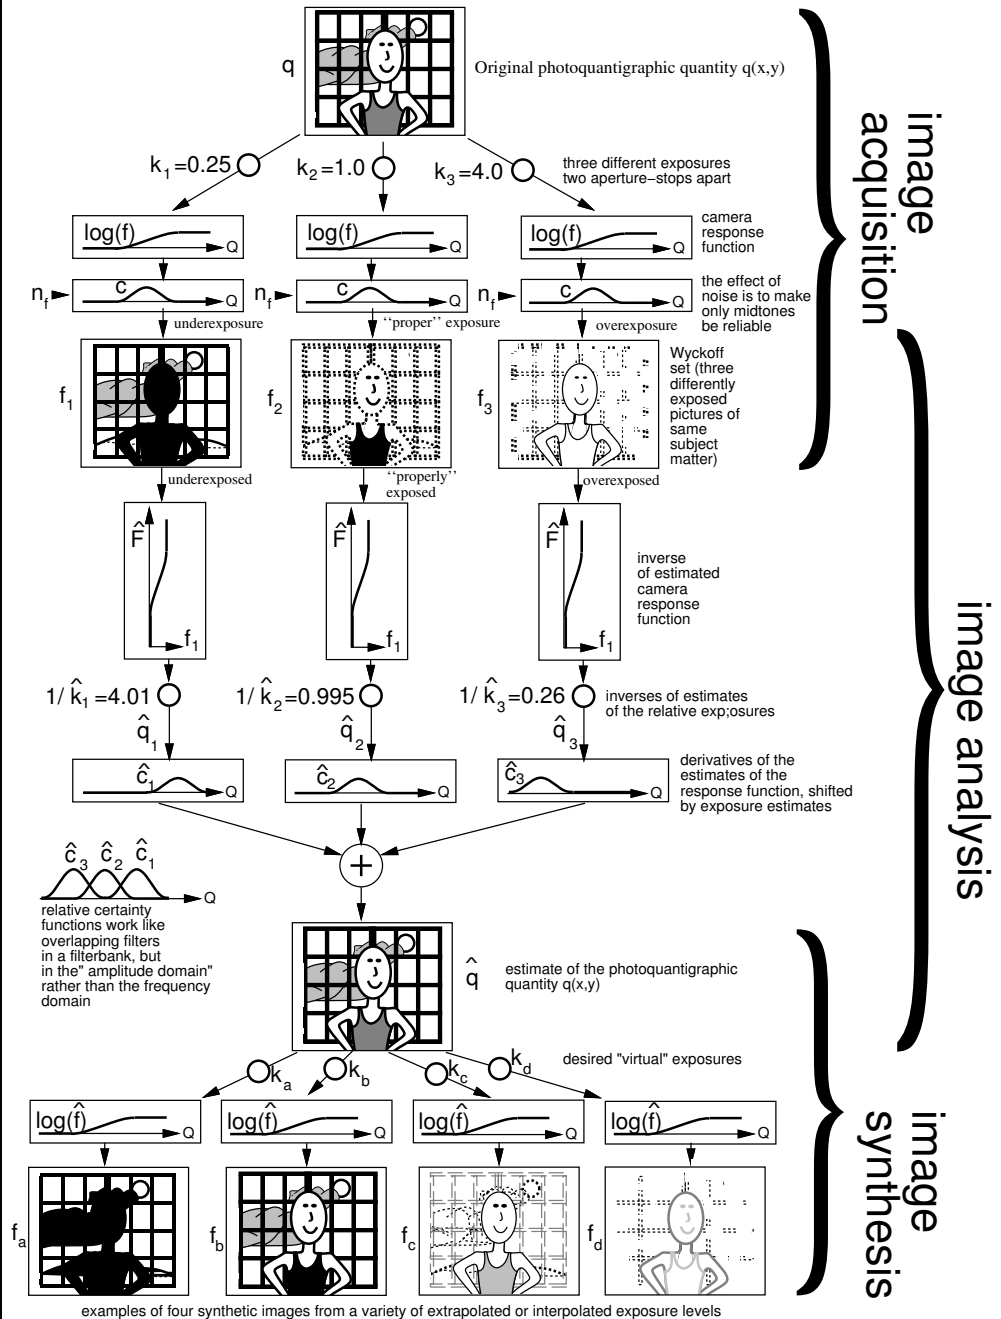 q
Original photoquantigraphic quantity q(x,y)
image
acquisition
k1 =0.25
k2 =1.0
k3 =4.0
three different exposures
two aperture−stops apart
log(f)
Q
log(f)
Q
log(f)
Q
camera
response
function
nf
c
Q
nf
c
Q
nf
c
Q
the effect of
noise is to make
only midtones
be reliable
underexposure
‘‘proper’’ exposure
overexposure
f1
f2
f3
Wyckoff
set (three
differently
exposed
pictures of
same
subject
matter)
underexposed
‘‘properly’’
exposed
overexposed
F̂
f1
F̂
f1
F̂
f1
inverse
of estimated
camera
response
function
image analysis
1/ k̂1 =4.01
1/ k̂2 =0.995
1/ k̂3 =0.26
inverses of estimates
of the relative exp;osures
q̂1
q̂2
q̂3
ĉ1
Q
ĉ2
Q
ĉ3
Q
derivatives of the
estimates of the
response function, shifted
by exposure estimates
+
ĉ3 ĉ2 ĉ1
Q
relative certainty
functions work like
overlapping filters
in a filterbank, but
in the" amplitude domain"
rather than the frequency
domain
q̂
estimate of the photoquantigraphic
quantity q(x,y)
ka
kb
kc
kd
desired "virtual" exposures
log(f̂)
Q
log(f̂)
Q
log(f̂)
Q
log(f̂)
Q
image
synthesis
fa
fb
fc
fd
examples of four synthetic images from a variety of extrapolated or interpolated exposure levels